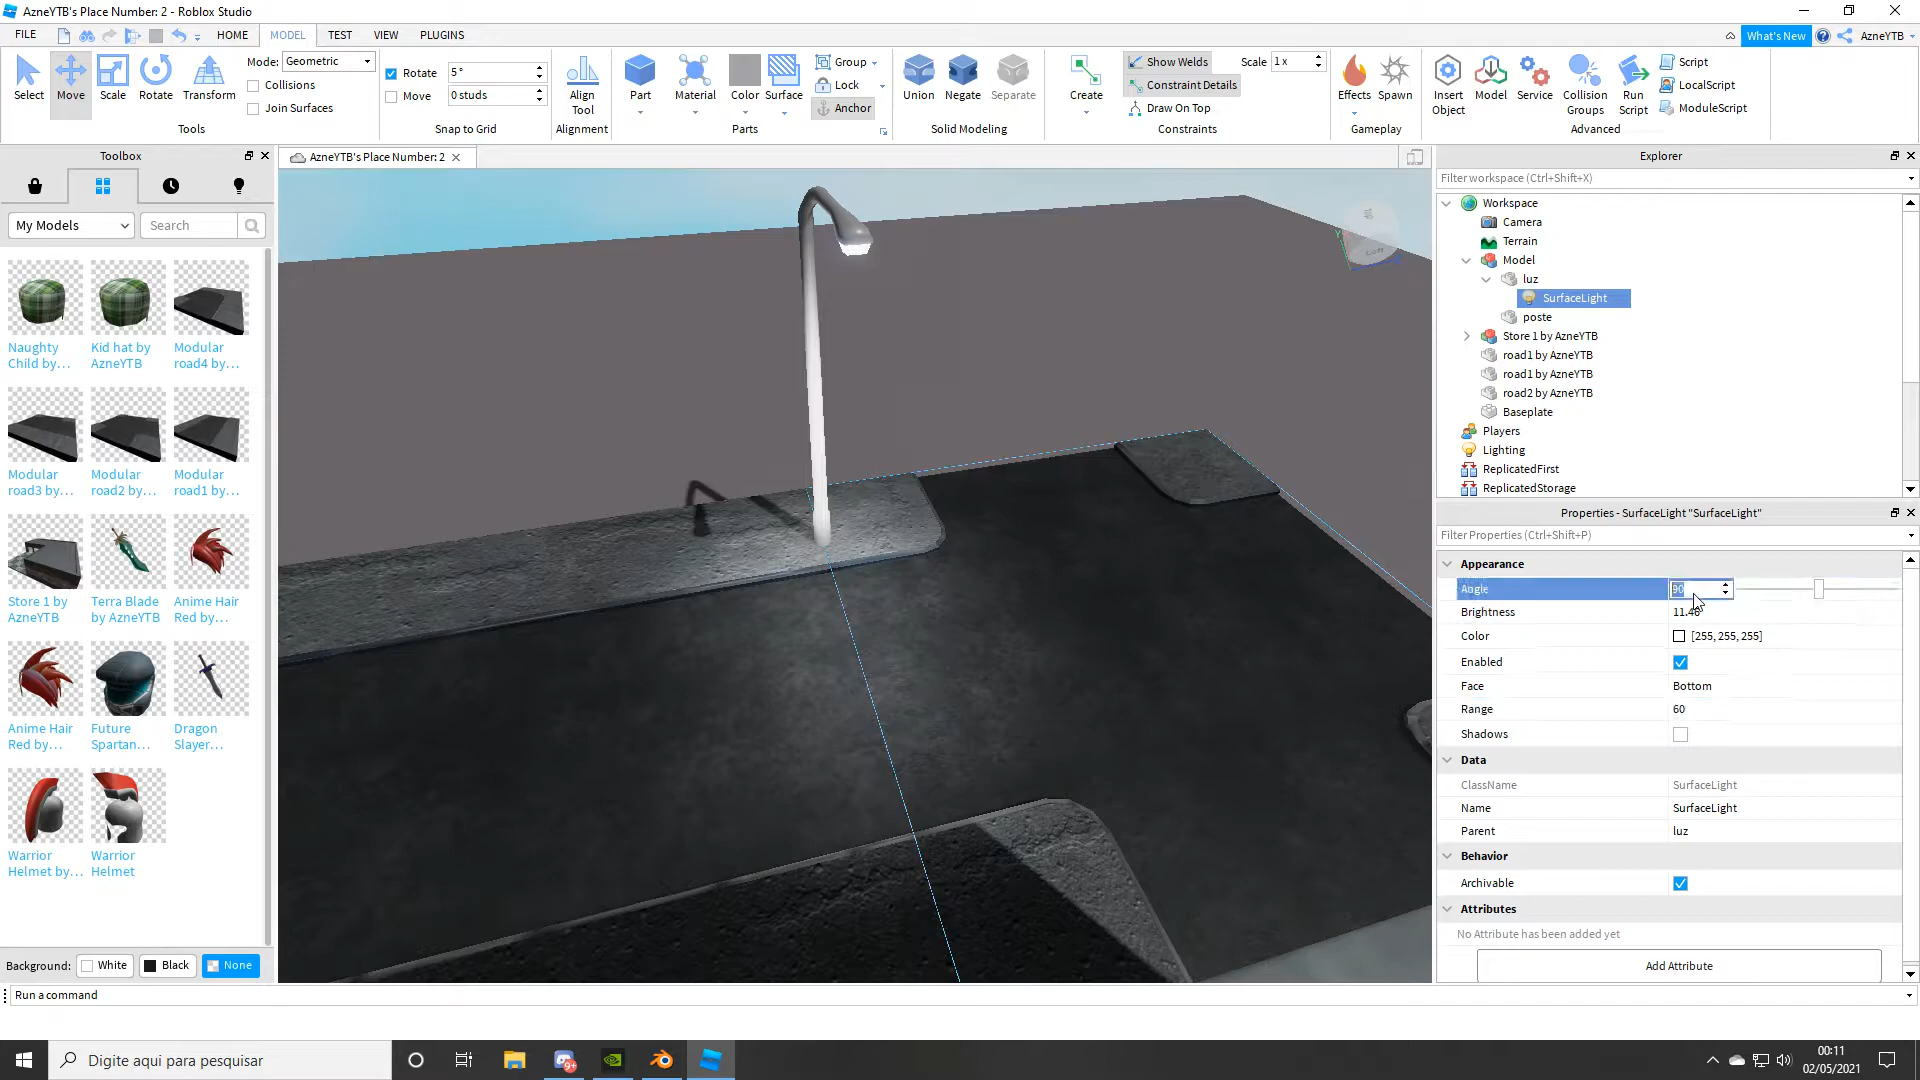 AzneYTB's Place Number: 2 - Roblox Studio
FILE HOME MODEL TEST VIEW PLUGINS
What's New
AzneYTB
Select Move Scale Rotate Transform
Mode: Geometric
Collisions
Join Surfaces
Tools
Rotate 5 °
Move 0 studs
Snap to Grid
Align Tool
Alignment
Part Material Color Surface
Group
Lock
Anchor
Parts
Union Negate Separate
Solid Modeling
Create
Show Welds
Scale 1 x
Constraint Details
Draw On Top
Constraints
Effects Spawn
Gameplay
Insert Object Model Service Collision Groups Run Script
Script
LocalScript
ModuleScript
Advanced
Toolbox
My Models Search
Naughty Child by...
Kid hat by AzneYTB
Modular road4 by...
Modular road3 by...
Modular road2 by...
Modular road1 by...
Store 1 by AzneYTB
Terra Blade by AzneYTB
Anime Hair Red by...
Anime Hair Red by...
Future Spartan...
Dragon Slayer...
Warrior Helmet by...
Warrior Helmet
Background: White Black None
AzneYTB's Place Number: 2
Explorer
Filter workspace (Ctrl+Shift+X)
Workspace
Camera
Terrain
Model
luz
SurfaceLight
poste
Store 1 by AzneYTB
road1 by AzneYTB
road1 by AzneYTB
road2 by AzneYTB
Baseplate
Players
Lighting
ReplicatedFirst
ReplicatedStorage
Properties - SurfaceLight "SurfaceLight"
Filter Properties (Ctrl+Shift+P)
Appearance
Angle 90
Brightness
Color [255, 255, 255]
Enabled
Face Bottom
Range 60
Shadows
Data
ClassName SurfaceLight
Name SurfaceLight
Parent luz
Behavior
Archivable
Attributes
No Attribute has been added yet
Add Attribute
Run a command
Digite aqui para pesquisar
00:11
02/05/2021